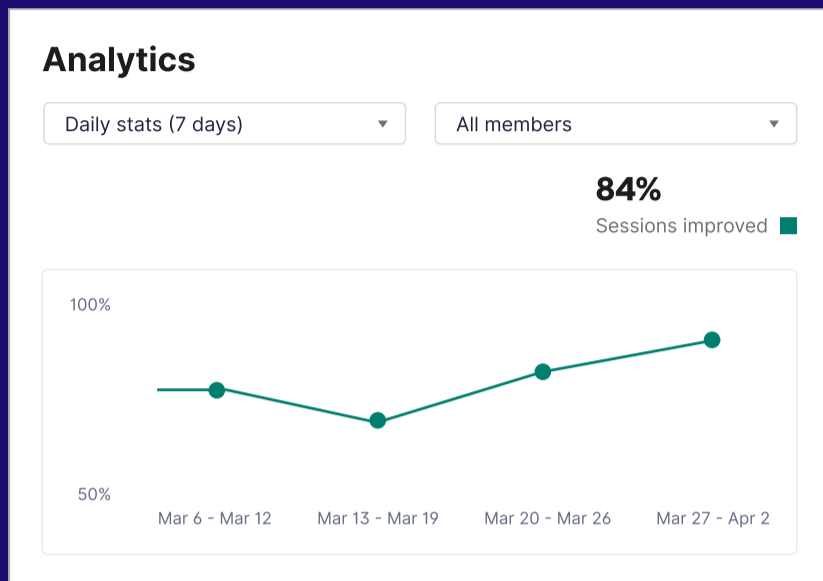 Analytics
Daily stats (7 days)
All members
84%
Sessions improved
100%
50%
Mar 6 - Mar 12
Mar 13 - Mar 19
Mar 20 - Mar 26
Mar 27 - Apr 2